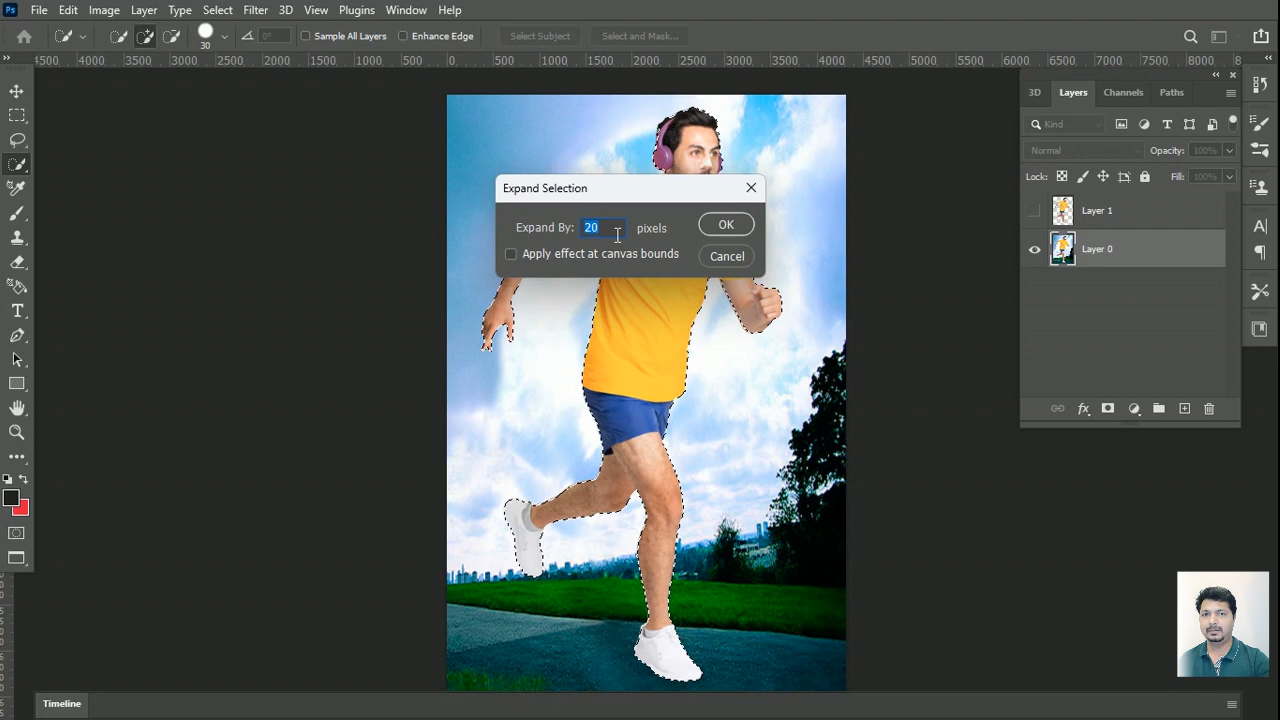 Ps File Edit Image Layer Type Select Filter 3D View Plugins Window Help
30 0° Sample All Layers Enhance Edge Select Subject Select and Mask...
4500 4000 3500 3000 2500 2000 1500 1000 500 0 500 1000 1500 2000 2500 3000 3500 4000 4500 5000 5500 6000 6500 7000 7500 8000 8
3D Layers Channels Paths
Kind
Normal Opacity: 100%
Lock: Fill: 100%
Layer 1
Layer 0
Expand Selection
Expand By: 20 pixels
Apply effect at canvas bounds
OK
Cancel
Timeline